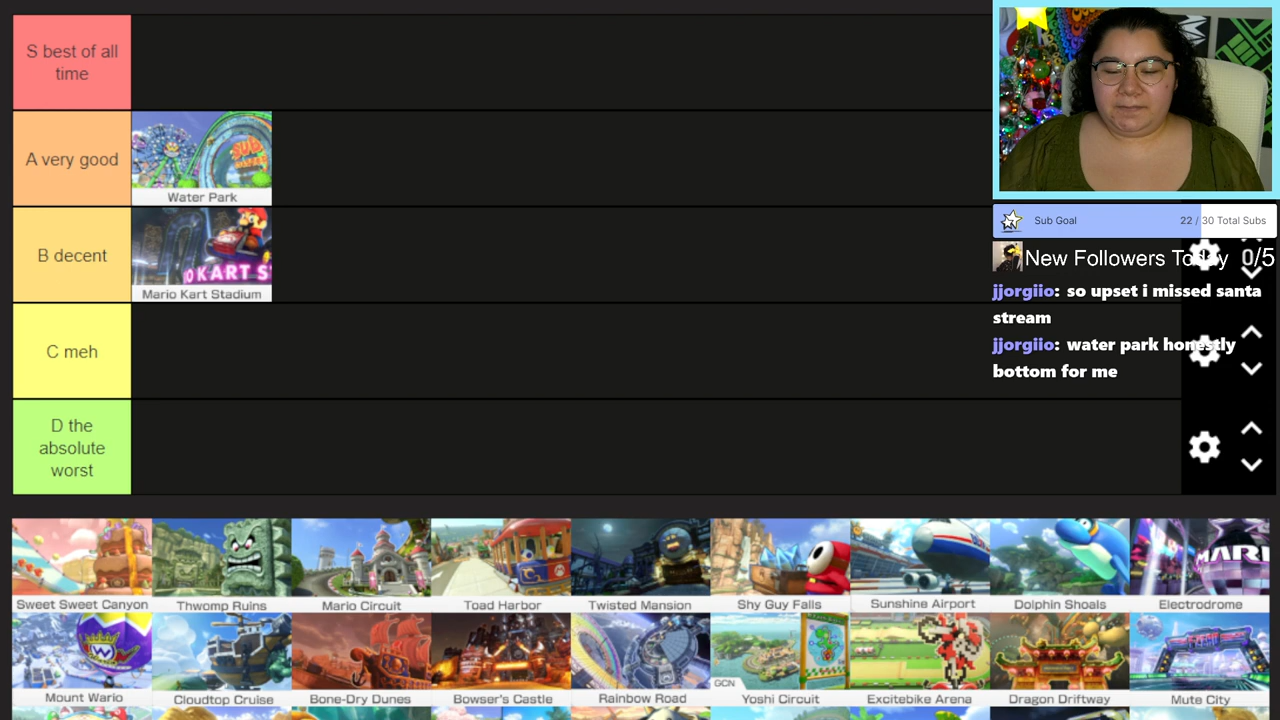 S best of all
time
A very good
SUB
Water Park
B decent
O KART S
Mario Kart Stadium
C meh
D the
absolute
worst
Sub Goal 22 / 30 Total Subs
New Followers Today 0/5
jjorgiio: so upset i missed santa
stream
jjorgiio: water park honestly
bottom for me
MARI
Sweet Sweet Canyon Thwomp Ruins Mario Circuit Toad Harbor Twisted Mansion Shy Guy Falls Sunshine Airport Dolphin Shoals Electrodrome
GCN
Mount Wario Cloudtop Cruise Bone-Dry Dunes Bowser's Castle Rainbow Road Yoshi Circuit Excitebike Arena Dragon Driftway Mute City